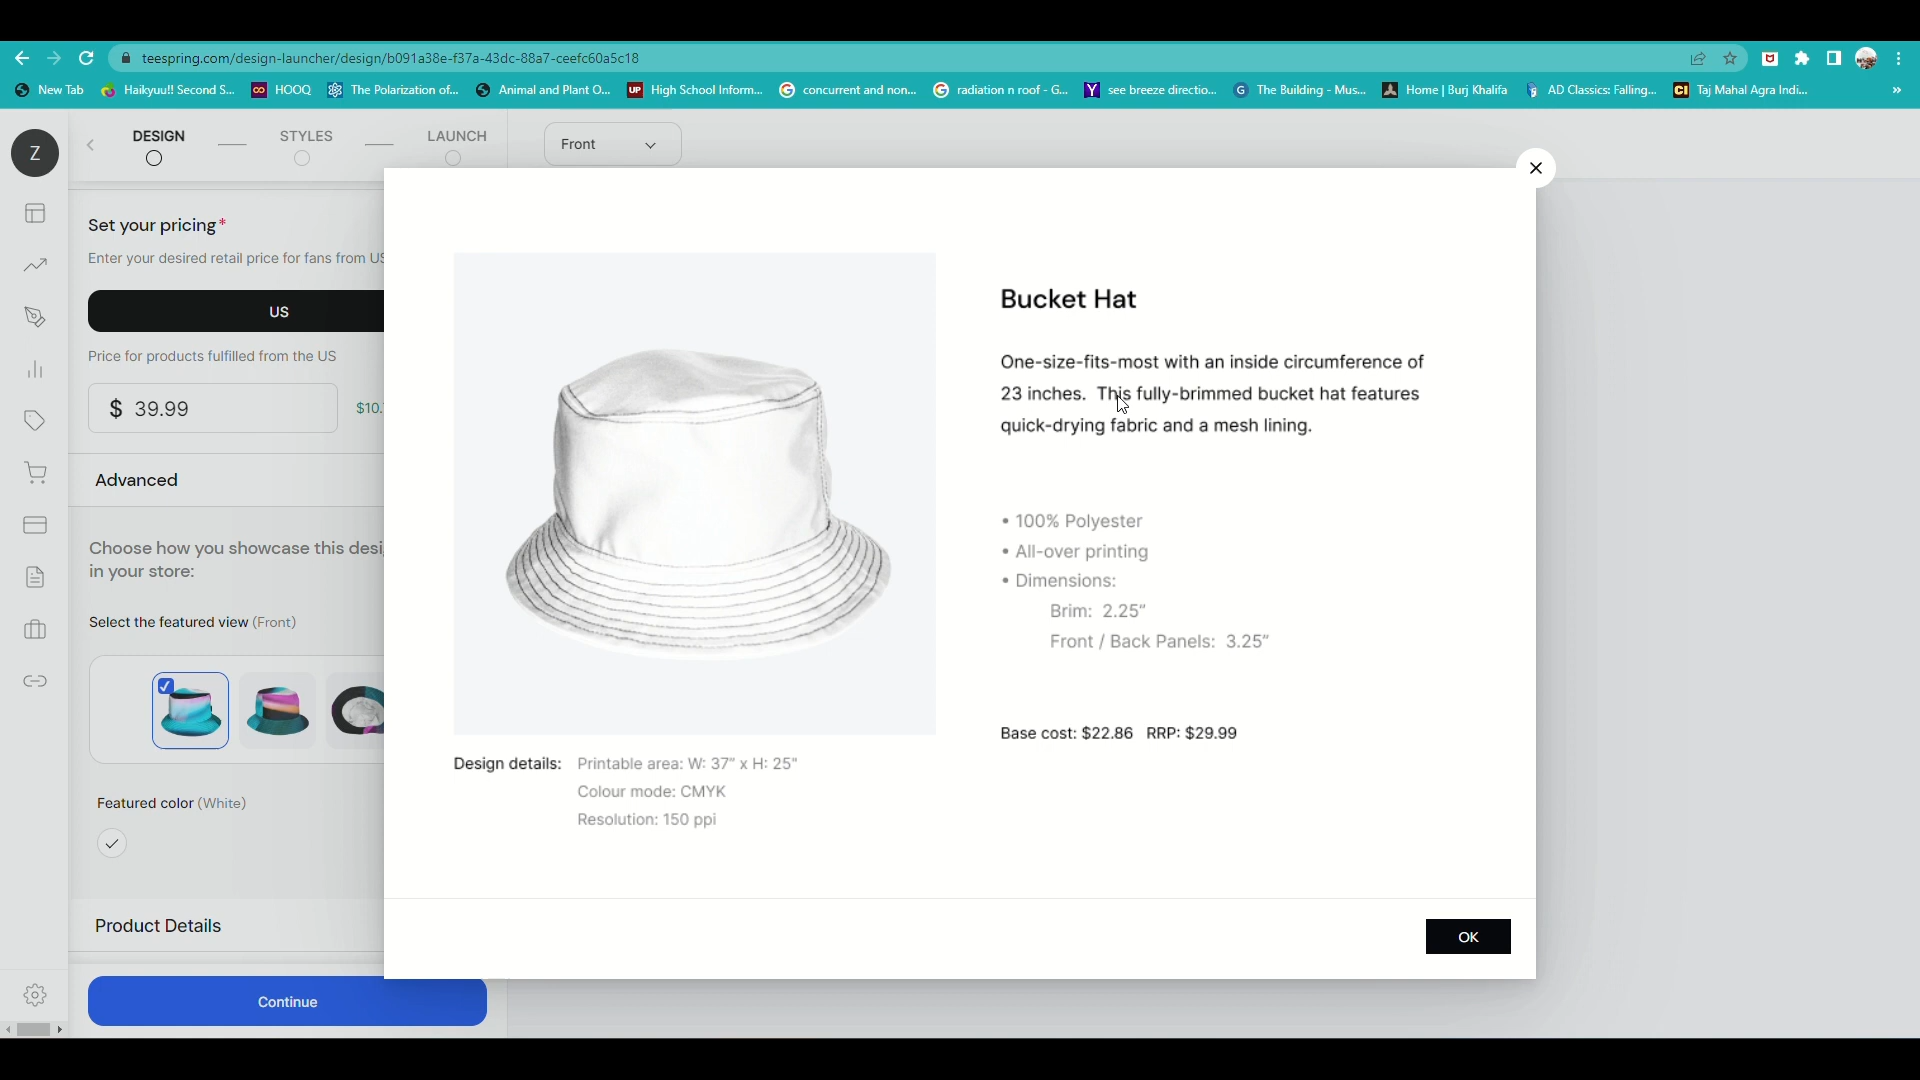 teespring.com/design-launcher/design/b091a38e-f37a-43dc-88a7-ceefc60a5c18
New Tab Haikyuu!! Second S... HOOQ The Polarization of... Animal and Plant O... UP High School Inform... concurrent and non... radiation n roof - G... see breeze directio... The Building - Mus... Home | Burj Khalifa AD Classics: Falling... Taj Mahal Agra Indi... »
Z
DESIGN STYLES LAUNCH
Front
Set your pricing*
Enter your desired retail price for fans from US
US
Price for products fulfilled from the US
$ 39.99
$10.
Advanced
Choose how you showcase this desi
in your store:
Select the featured view (Front)
Featured color (White)
Product Details
Continue
Bucket Hat
One-size-fits-most with an inside circumference of
23 inches. This fully-brimmed bucket hat features
quick-drying fabric and a mesh lining.
• 100% Polyester
• All-over printing
• Dimensions:
Brim: 2.25"
Front / Back Panels: 3.25"
Base cost: $22.86 RRP: $29.99
Design details: Printable area: W: 37" x H: 25"
Colour mode: CMYK
Resolution: 150 ppi
OK